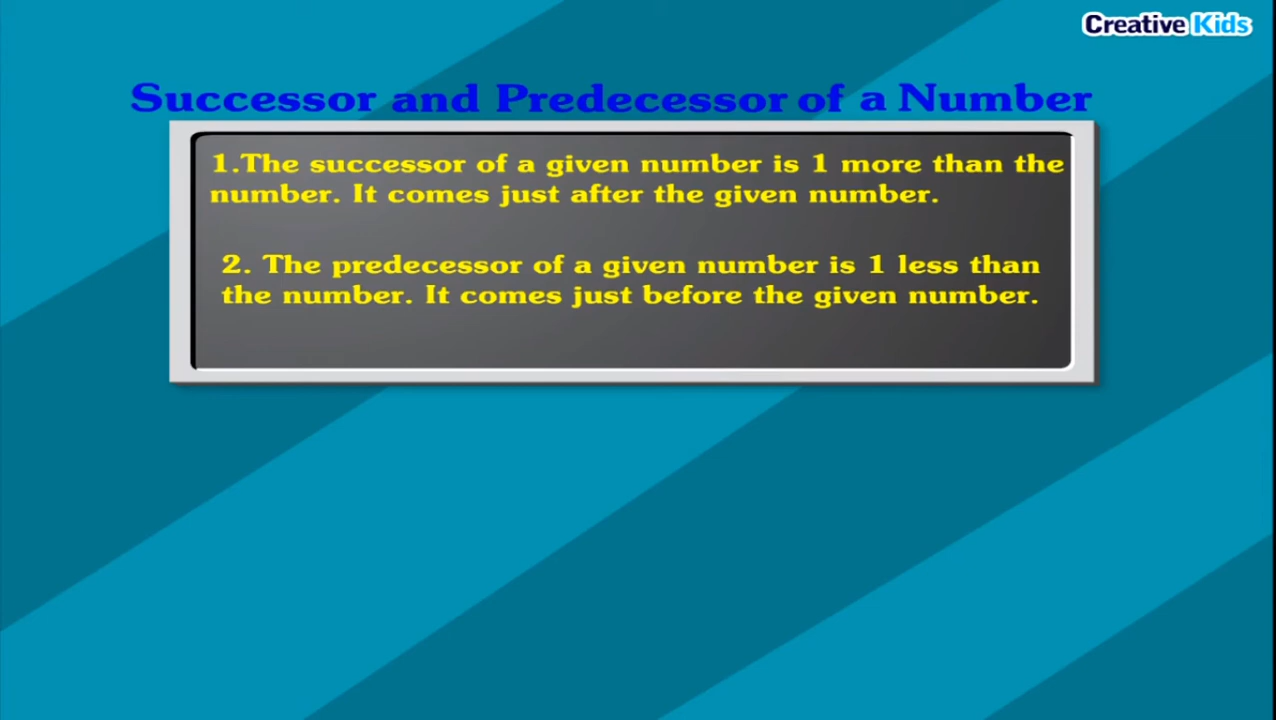 Creative Kids
Successor and Predecessor of a Number
1.The successor of a given number is 1 more than the
number. It comes just after the given number.
2. The predecessor of a given number is 1 less than
the number. It comes just before the given number.